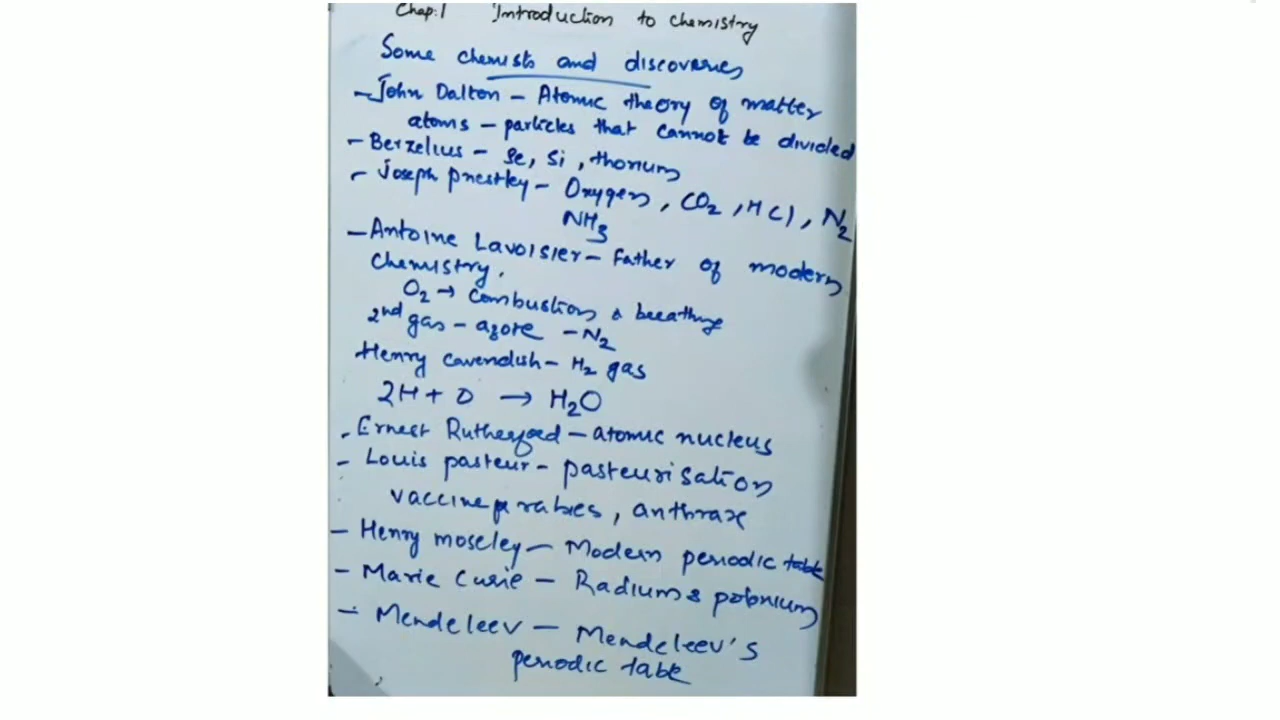 Chap:1 Introduction to Chemistry
Some chemists and discoveries
- John Dalton - Atomic theory of matter
atoms - particles that cannot be divided
- Berzelius - Se, Si, thorium
- Joseph Priestley - Oxygen, CO2, HCl, N2
NH3
- Antoine Lavoisier - Father of modern
chemistry.
O2 → combustion & breathing
2nd gas - azote - N2
Henry Cavendish - H2 gas
2H + O → H2O
- Ernest Rutherford - atomic nucleus
- Louis pasteur - pasteurisation
vaccine rabies, anthrax
- Henry moseley - Modern periodic table
- Marie Curie - Radium & polonium
- Mendeleev - Mendeleev's
periodic table